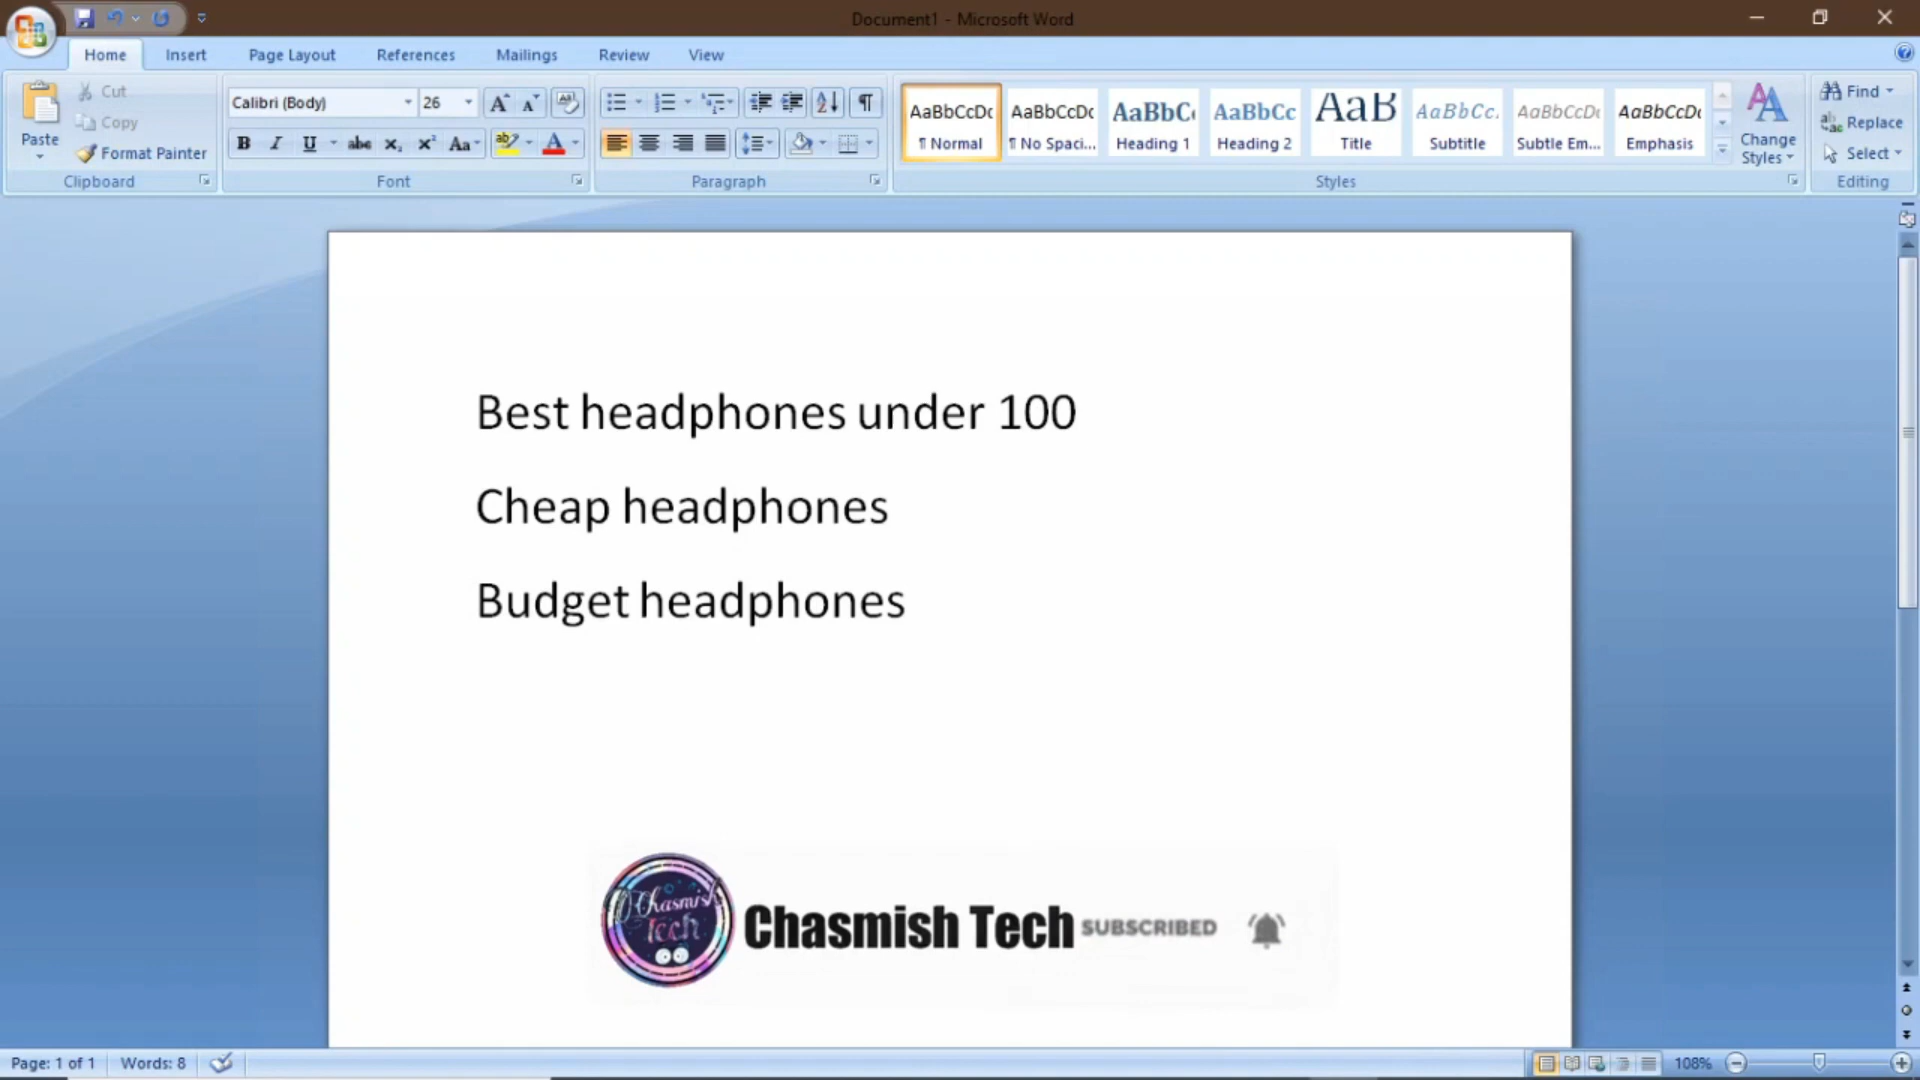 Document1 - Microsoft Word
Home Insert Page Layout References Mailings Review View
Paste
Cut
Copy
Format Painter
Clipboard
Calibri (Body) 26
Font
Paragraph
AaBbCcDc AaBbCcDc AaBbC AaBbCc AaB AaBbCc. AaBbCcDc AaBbCcDc
¶ Normal ¶ No Spaci... Heading 1 Heading 2 Title Subtitle Subtle Em... Emphasis
Change Styles
Styles
Find
Replace
Select
Editing
Best headphones under 100
Cheap headphones
Budget headphones
Chasmish Tech
Chasmish Tech SUBSCRIBED
Page: 1 of 1 Words: 8 108%